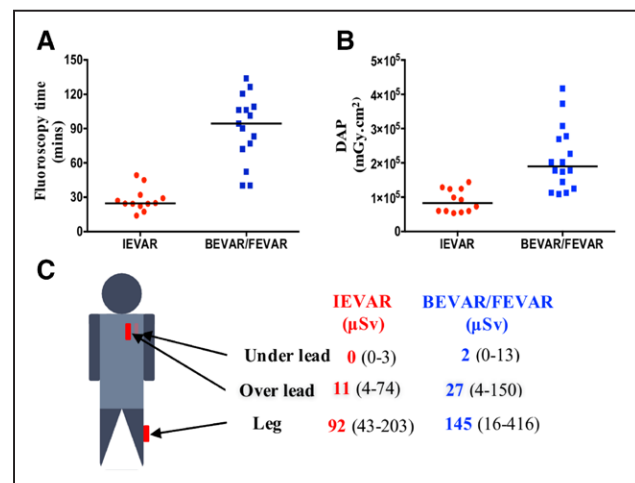 A
Fluoroscopy time
(mins)
150
120
90
60
30
0
IEVAR
BEVAR/FEVAR
B
DAP
(mGy.cm²)
5×10⁵
4×10⁵
3×10⁵
2×10⁵
1×10⁵
0
IEVAR
BEVAR/FEVAR
C
IEVAR BEVAR/FEVAR
(µSv) (µSv)
Under lead 0 (0-3) 2 (0-13)
Over lead 11 (4-74) 27 (4-150)
Leg 92 (43-203) 145 (16-416)